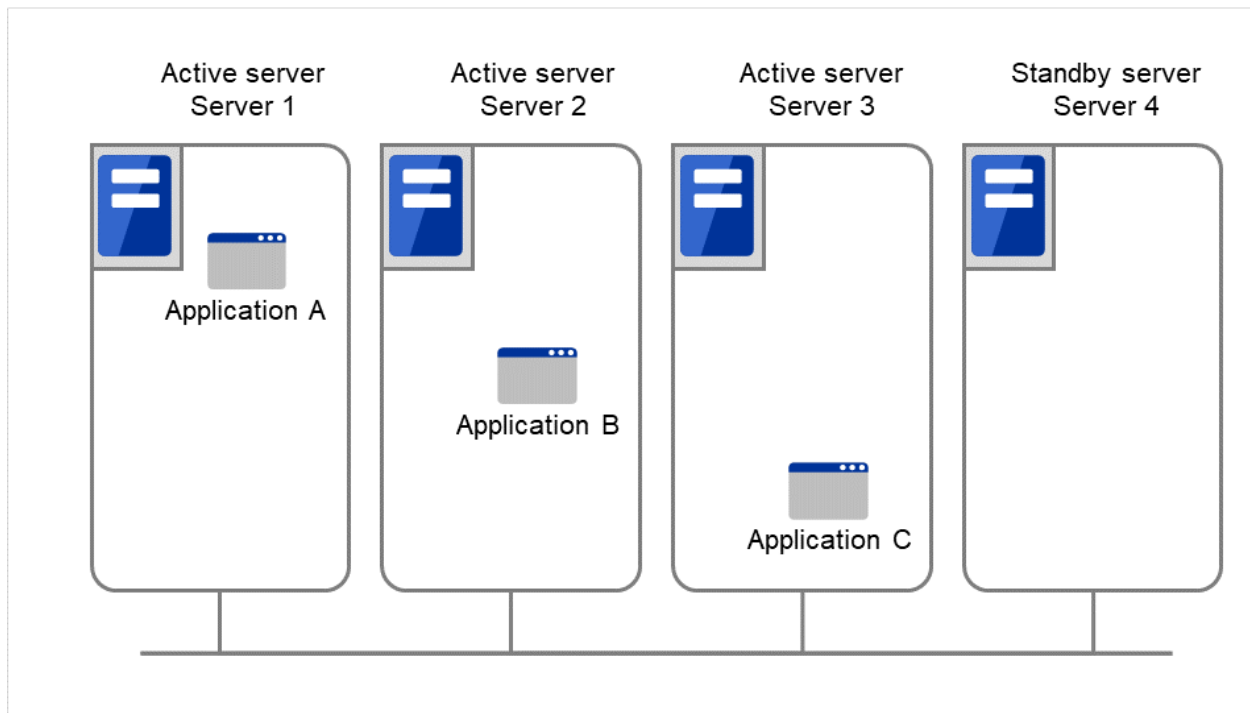 Active server
Server 1
Active server
Server 2
Active server
Server 3
Standby server
Server 4
Application A
Application B
Application C